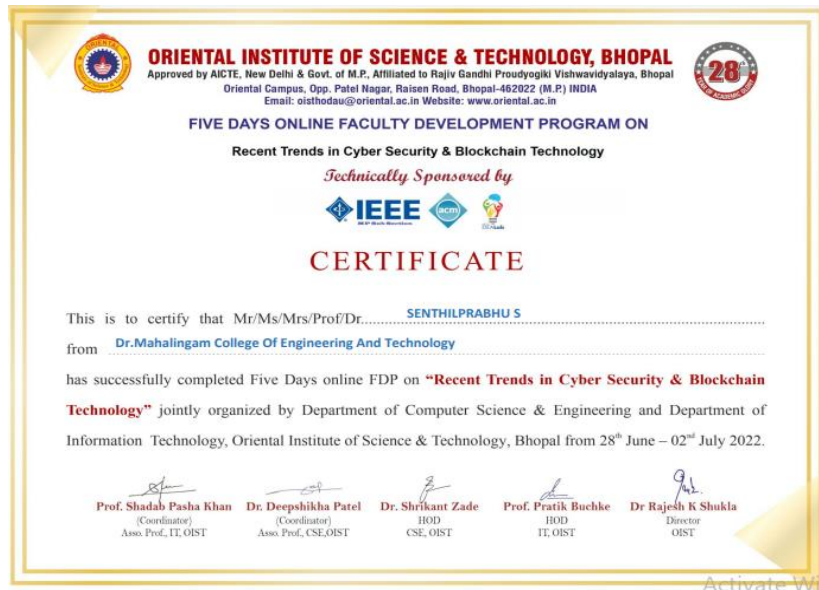 ORIENTAL INSTITUTE OF SCIENCE & TECHNOLOGY, BHOPAL
Approved by AICTE, New Delhi & Govt. of M.P., Affiliated to Rajiv Gandhi Proudyogiki Vishwavidyalaya, Bhopal
Oriental Campus, Opp. Patel Nagar, Raisen Road, Bhopal-462022 (M.P.) INDIA
Email: oisthodau@oriental.ac.in Website: www.oriental.ac.in
ORIENTAL
28th
YEAR OF ACADEMIC GLORY
FIVE DAYS ONLINE FACULTY DEVELOPMENT PROGRAM ON
Recent Trends in Cyber Security & Blockchain Technology
Technically Sponsored by
IEEE acm
CERTIFICATE
This is to certify that Mr/Ms/Mrs/Prof/Dr. SENTHILPRABHU S
from Dr.Mahalingam College Of Engineering And Technology
has successfully completed Five Days online FDP on “Recent Trends in Cyber Security & Blockchain
Technology” jointly organized by Department of Computer Science & Engineering and Department of
Information Technology, Oriental Institute of Science & Technology, Bhopal from 28th June – 02nd July 2022.
Prof. Shadab Pasha Khan Dr. Deepshikha Patel Dr. Shrikant Zade Prof. Pratik Buchke Dr Rajesh K Shukla
(Coordinator) (Coordinator) HOD HOD Director
Asso. Prof., IT, OIST Asso. Prof., CSE,OIST CSE, OIST IT, OIST OIST
Activate Wi